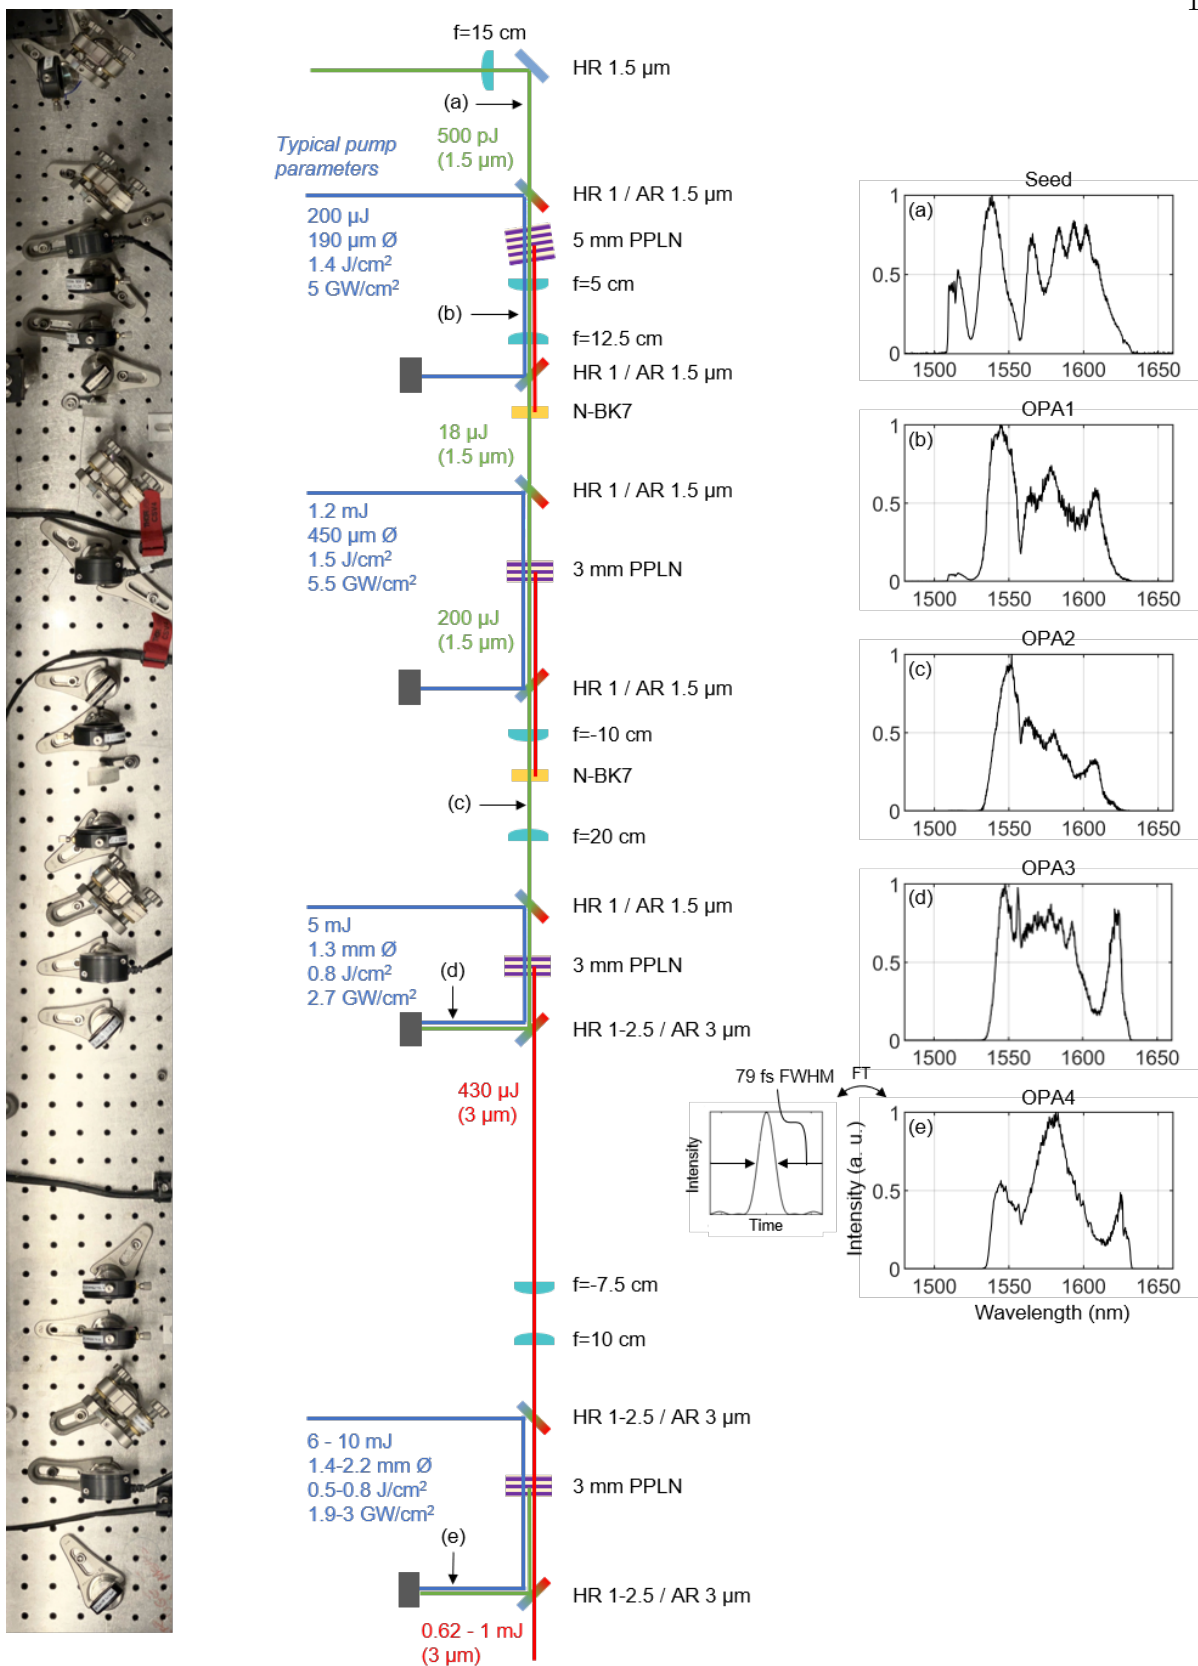 1
f=15 cm
HR 1.5 µm
(a)
500 pJ
(1.5 µm)
Typical pump
parameters
HR 1 / AR 1.5 µm
200 µJ
190 µm Ø
1.4 J/cm²
5 GW/cm²
5 mm PPLN
f=5 cm
(b)
f=12.5 cm
HR 1 / AR 1.5 µm
N-BK7
18 µJ
(1.5 µm)
HR 1 / AR 1.5 µm
1.2 mJ
450 µm Ø
1.5 J/cm²
5.5 GW/cm²
3 mm PPLN
200 µJ
(1.5 µm)
HR 1 / AR 1.5 µm
f=-10 cm
N-BK7
(c)
f=20 cm
HR 1 / AR 1.5 µm
5 mJ
1.3 mm Ø
0.8 J/cm²
2.7 GW/cm²
3 mm PPLN
(d)
HR 1-2.5 / AR 3 µm
430 µJ
(3 µm)
f=-7.5 cm
f=10 cm
HR 1-2.5 / AR 3 µm
6 - 10 mJ
1.4-2.2 mm Ø
0.5-0.8 J/cm²
1.9-3 GW/cm²
3 mm PPLN
(e)
HR 1-2.5 / AR 3 µm
0.62 - 1 mJ
(3 µm)
Seed
(a)
1
0.5
0
1500 1550 1600 1650
OPA1
(b)
1
0.5
0
1500 1550 1600 1650
OPA2
(c)
1
0.5
0
1500 1550 1600 1650
OPA3
(d)
1
0.5
0
1500 1550 1600 1650
79 fs FWHM
FT
Intensity
Time
OPA4
(e)
1
0.5
0
Intensity (a. u.)
1500 1550 1600 1650
Wavelength (nm)